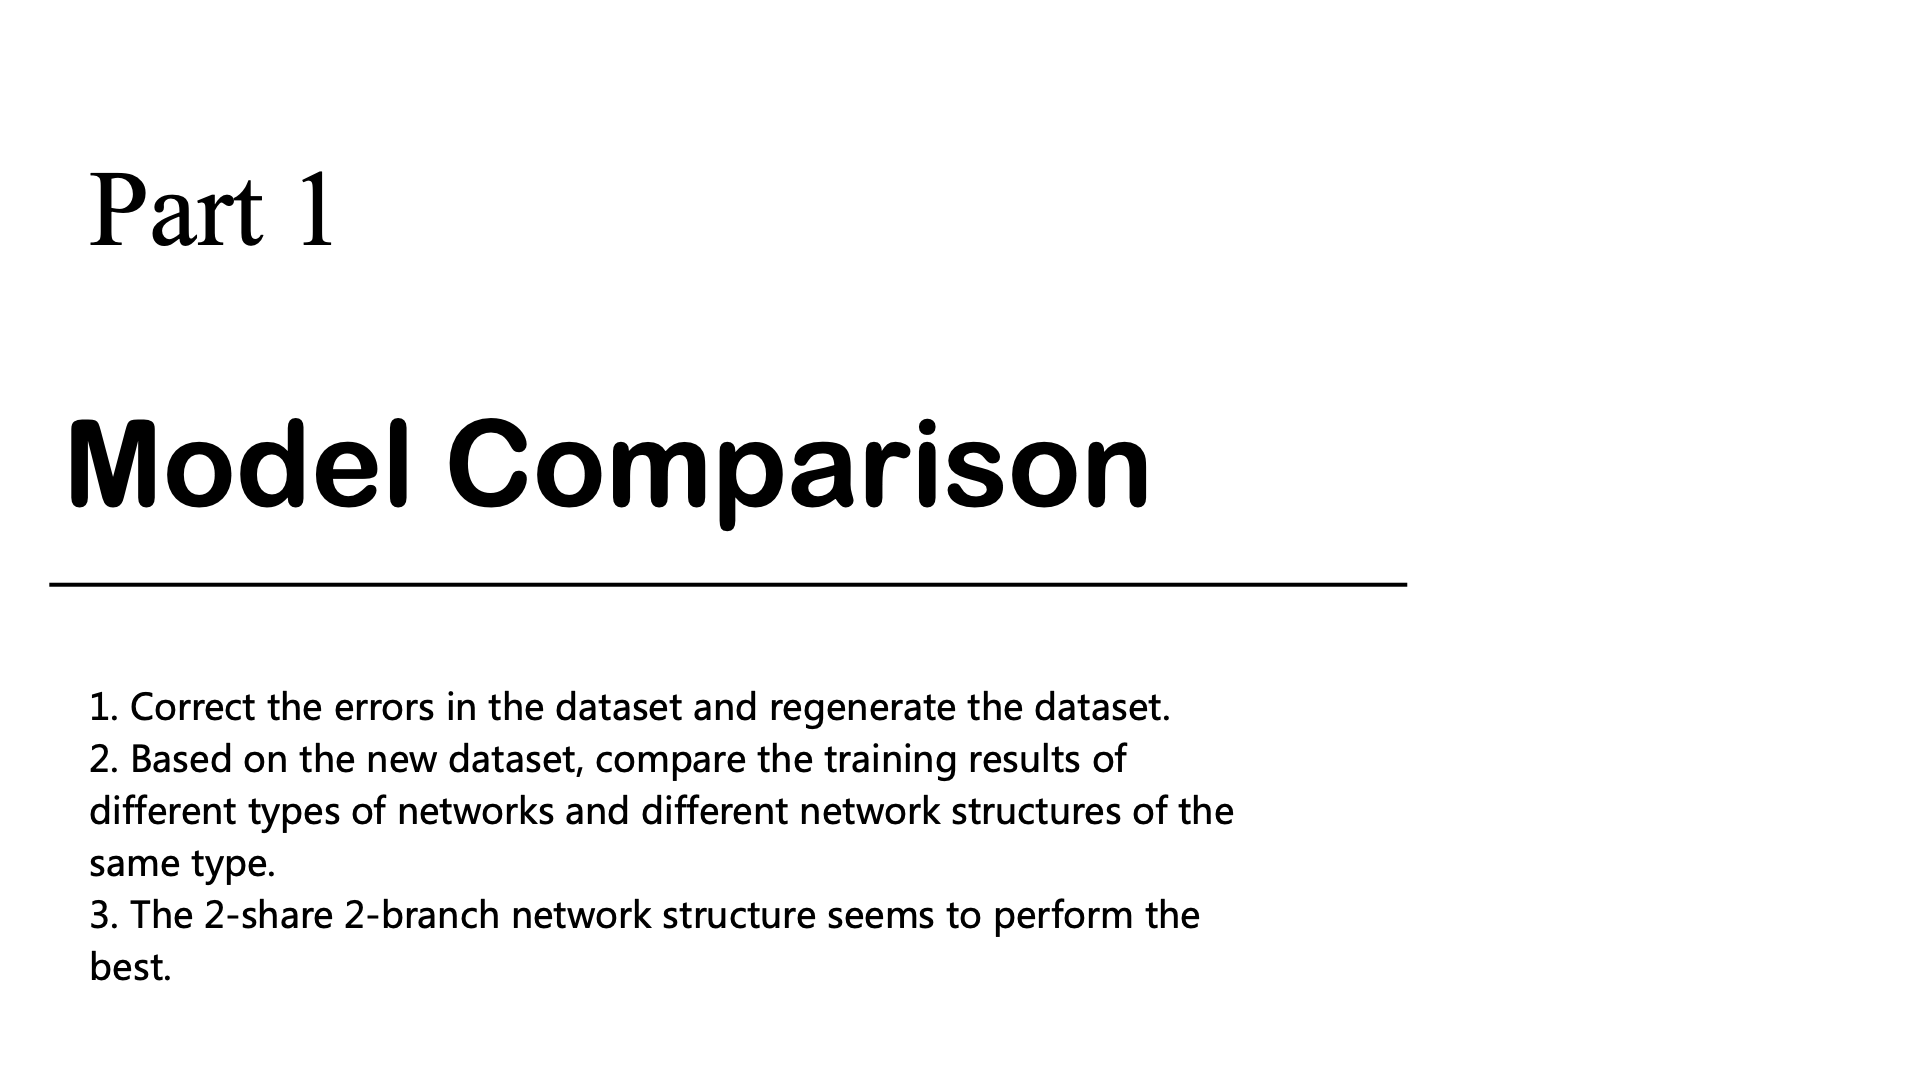 Part 1
Model Comparison
1. Correct the errors in the dataset and regenerate the dataset.
2. Based on the new dataset, compare the training results of
different types of networks and different network structures of the
same type.
3. The 2-share 2-branch network structure seems to perform the
best.